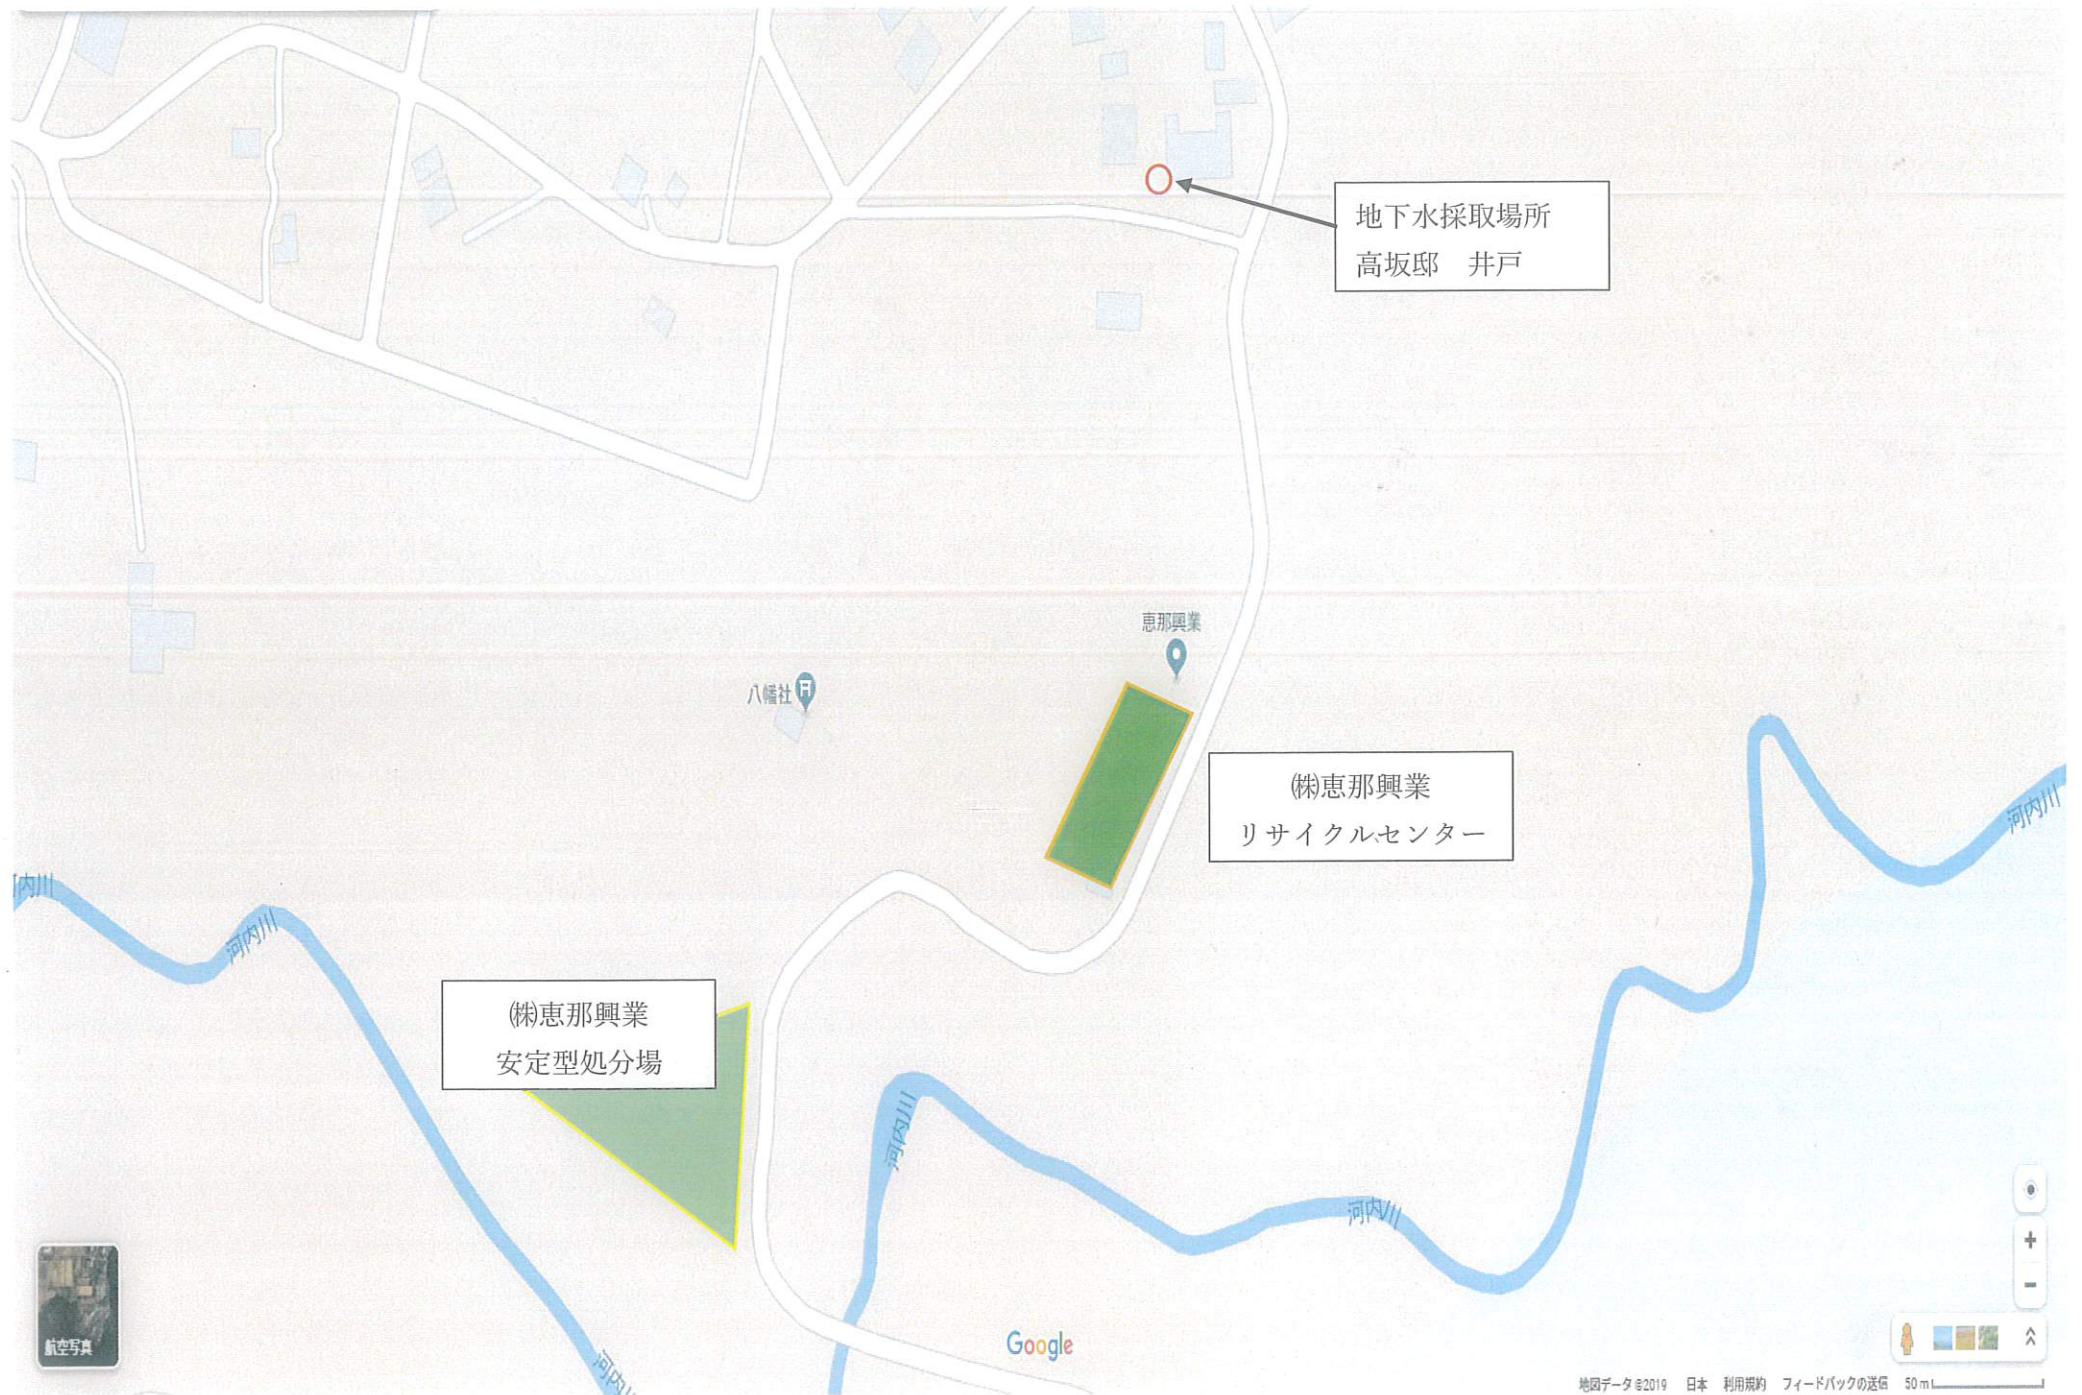 地下水採取場所
高坂邸　井戸
恵那興業
八幡社
㈱恵那興業
リサイクルセンター
河内川
河内川
河内川
㈱恵那興業
安定型処分場
河内川
河内川
河内川
航空写真
Google
地図データ ©2019 日本 利用規約 フィードバックの送信 50 m